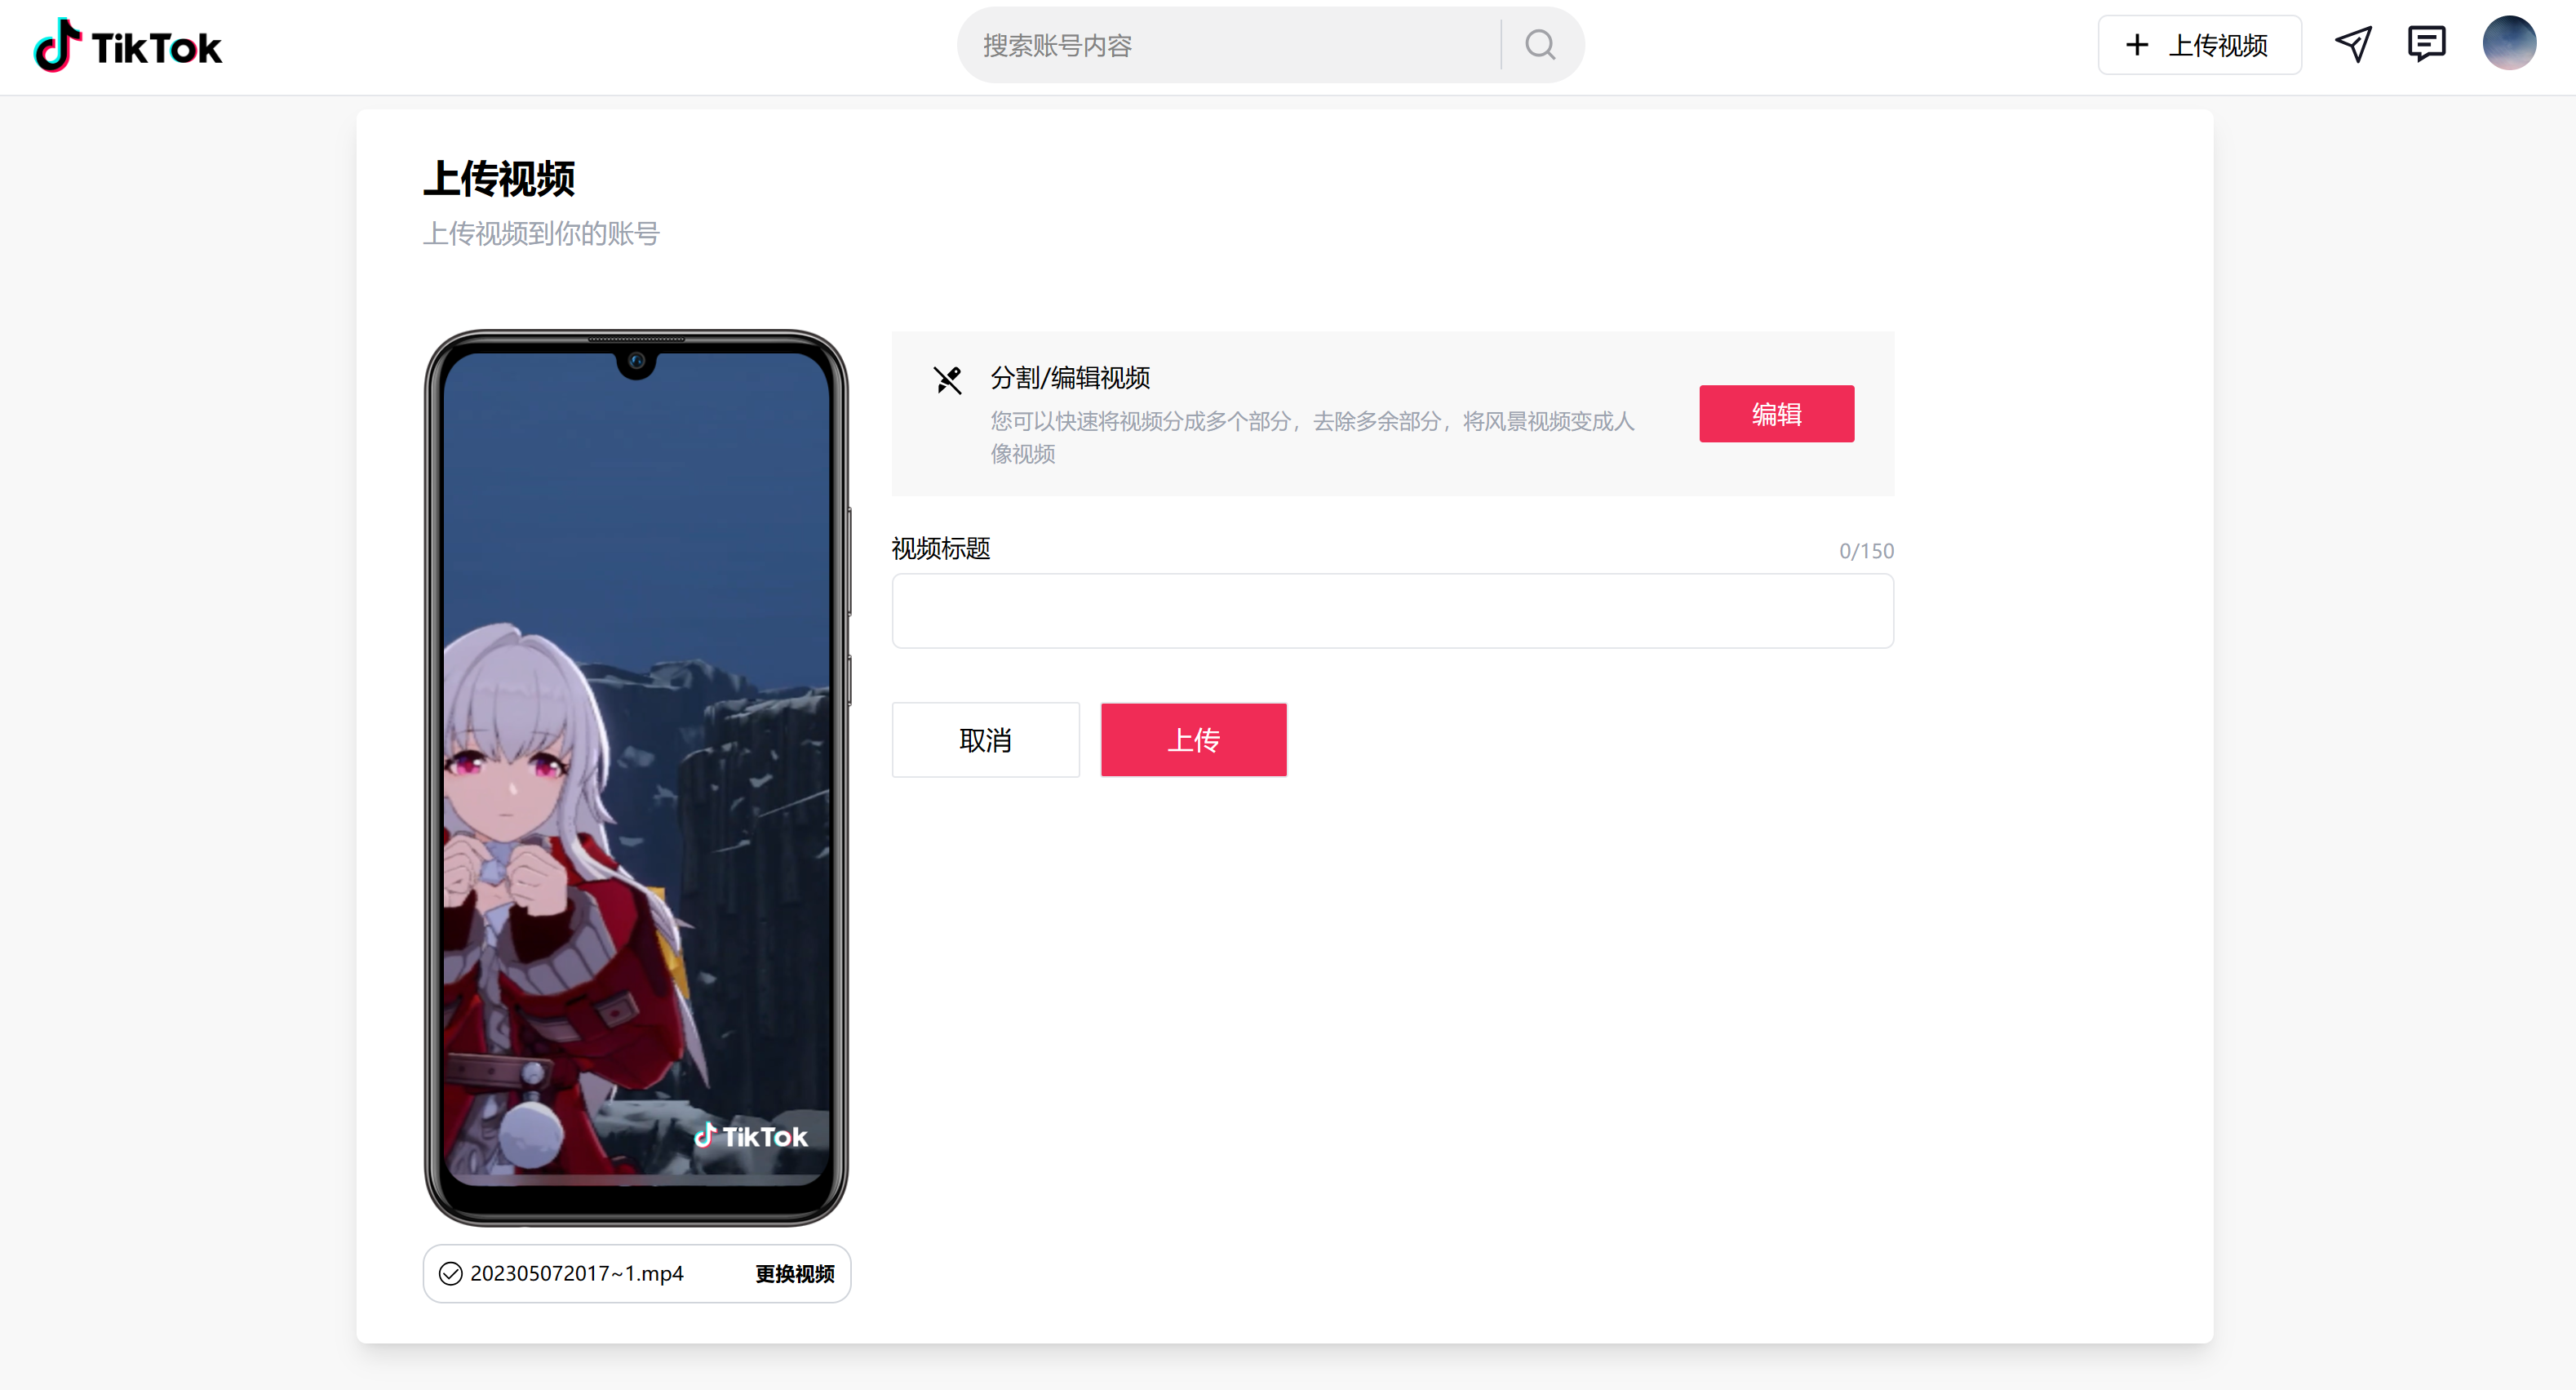 TikTok
搜索账号内容
上传视频
上传视频
上传视频到你的账号
分割/编辑视频
您可以快速将视频分成多个部分，去除多余部分，将风景视频变成人
像视频
编辑
视频标题
0/150
取消
上传
TikTok
202305072017~1.mp4
更换视频